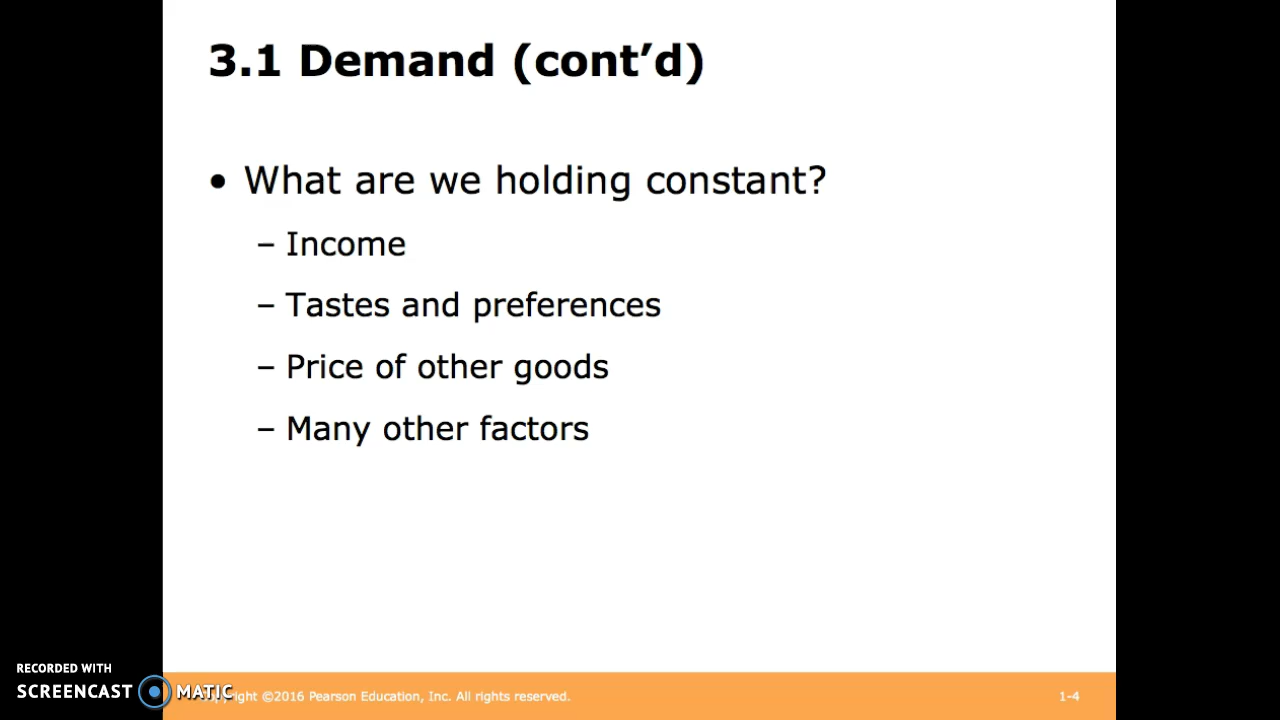 3.1 Demand (cont’d)
• What are we holding constant?
– Income
– Tastes and preferences
– Price of other goods
– Many other factors
RECORDED WITH
SCREENCAST MATIC
©2016 Pearson Education, Inc. All rights reserved.
1-4